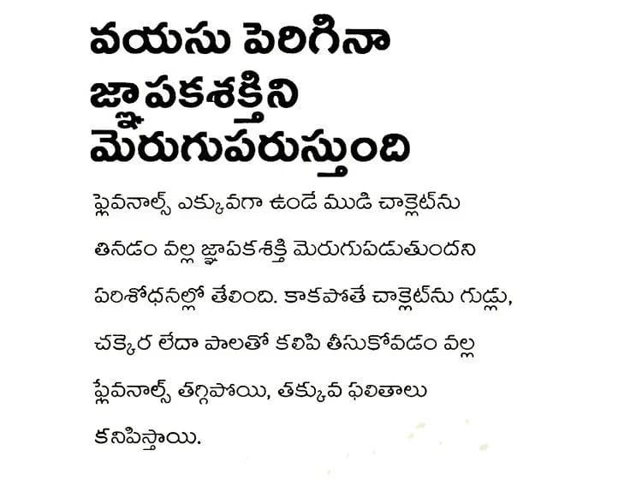 వయసు పెరిగినా
జ్ఞాపకశక్తిని
మెరుగుపరుస్తుంది
ఫ్లెవనాల్స్ ఎక్కువగా ఉండే ముడి చాక్లెట్‌ను
తినడం వల్ల జ్ఞాపకశక్తి మెరుగుపడుతుందని
పరిశోధనల్లో తేలింది. కాకపోతే చాక్లెట్‌ను గుడ్లు,
చక్కెర లేదా పాలతో కలిపి తీసుకోవడం వల్ల
ఫ్లేవనాల్స్ తగ్గిపోయి, తక్కువ ఫలితాలు
కనిపిస్తాయి.